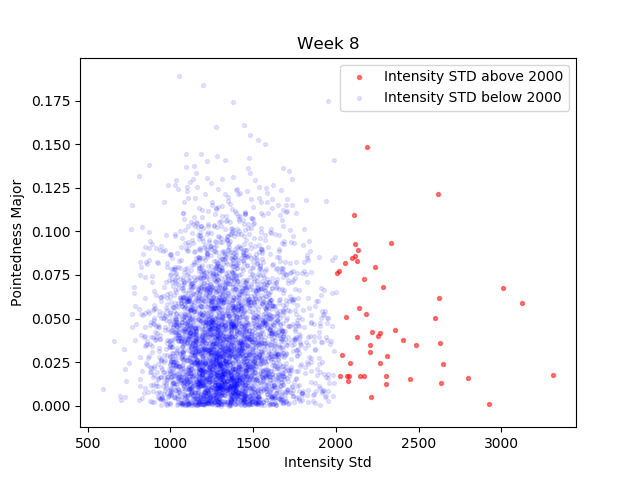 Week 8
Intensity STD above 2000
Intensity STD below 2000
0.175
0.150
0.125
0.100
0.075
0.050
0.025
0.000
Pointedness Major
500 1000 1500 2000 2500 3000
Intensity Std